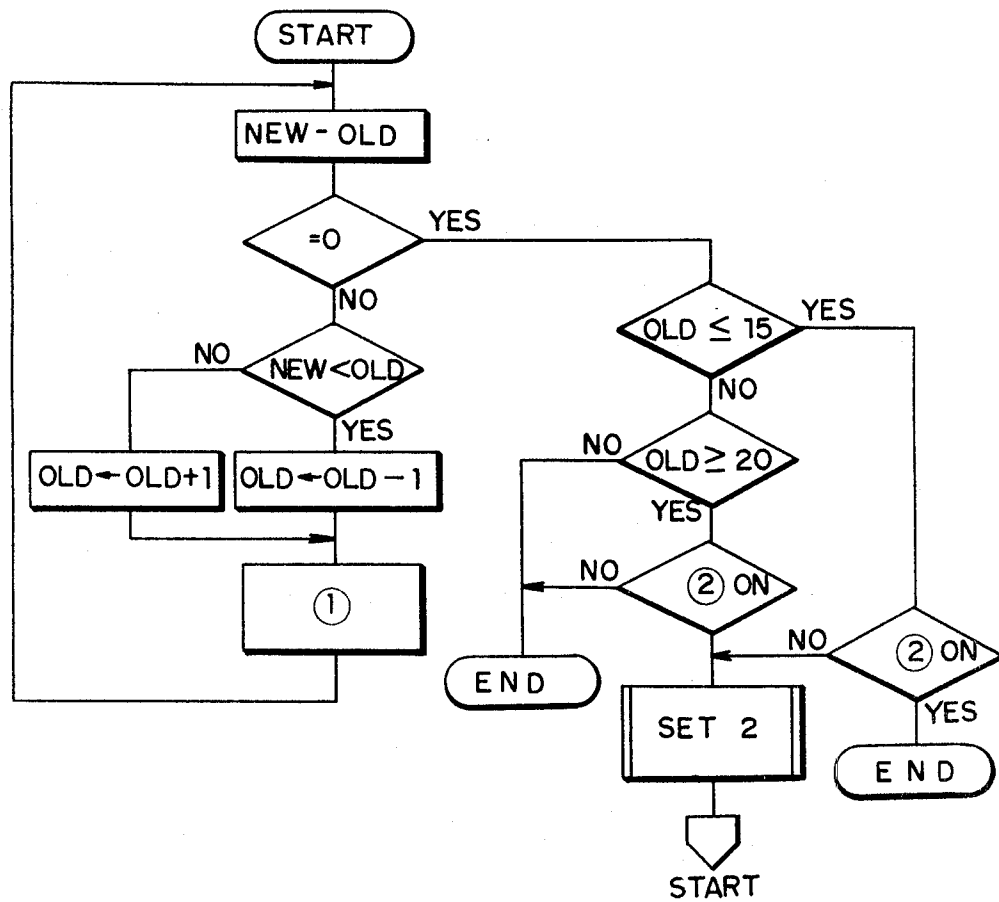 START
NEW - OLD
=0
YES
NO
NEW<OLD
NO
YES
OLD←OLD+1
OLD←OLD-1
①
OLD ≤ 15
YES
NO
OLD ≥ 20
NO
YES
② ON
NO
END
② ON
NO
YES
SET 2
END
START